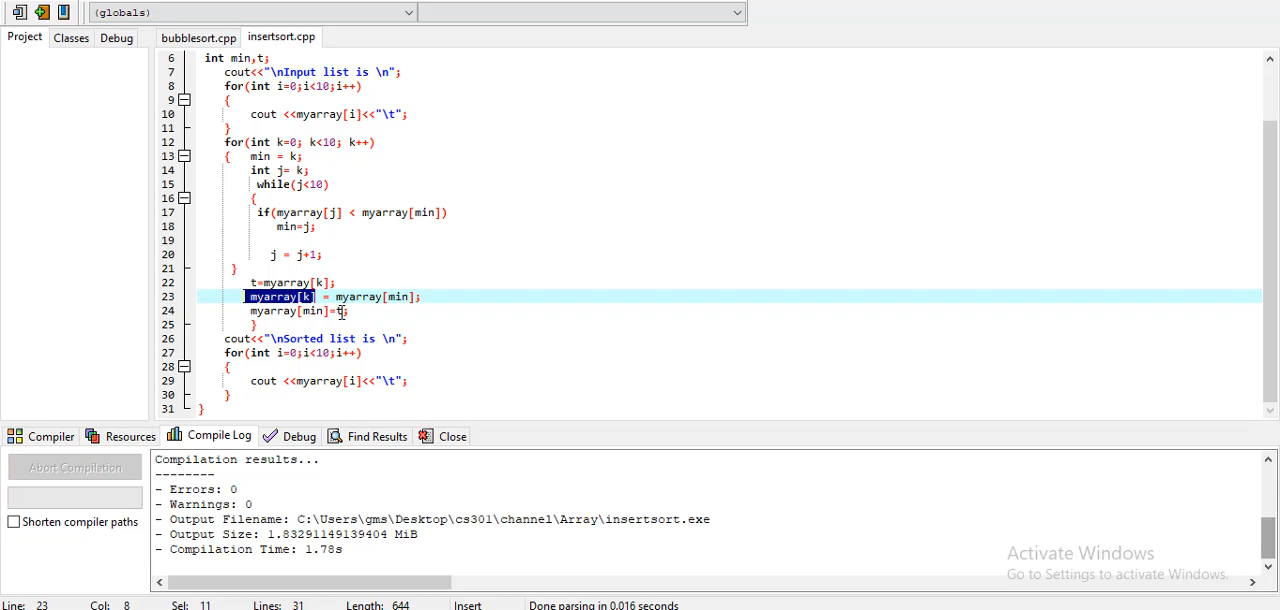 (globals)
Project Classes Debug bubblesort.cpp insertsort.cpp
6 int min,t;
7 cout<<"\nInput list is \n";
8 for(int i=0;i<10;i++)
9 {
10 cout <<myarray[i]<<"\t";
11 }
12 for(int k=0; k<10; k++)
13 { min = k;
14 int j= k;
15 while(j<10)
16 {
17 if(myarray[j] < myarray[min])
18 min=j;
19
20 j = j+1;
21 }
22 t=myarray[k];
23 myarray[k] = myarray[min];
24 myarray[min]=t;
25 }
26 cout<<"\nSorted list is \n";
27 for(int i=0;i<10;i++)
28 {
29 cout <<myarray[i]<<"\t";
30 }
31 }
Compiler Resources Compile Log Debug Find Results Close
Abort Compilation
Shorten compiler paths
Compilation results...
--------
- Errors: 0
- Warnings: 0
- Output Filename: C:\Users\gms\Desktop\cs301\channel\Array\insertsort.exe
- Output Size: 1.83291149139404 MiB
- Compilation Time: 1.78s
Activate Windows
Go to Settings to activate Windows.
Line: 23 Col: 8 Sel: 11 Lines: 31 Length: 644 Insert Done parsing in 0.016 seconds